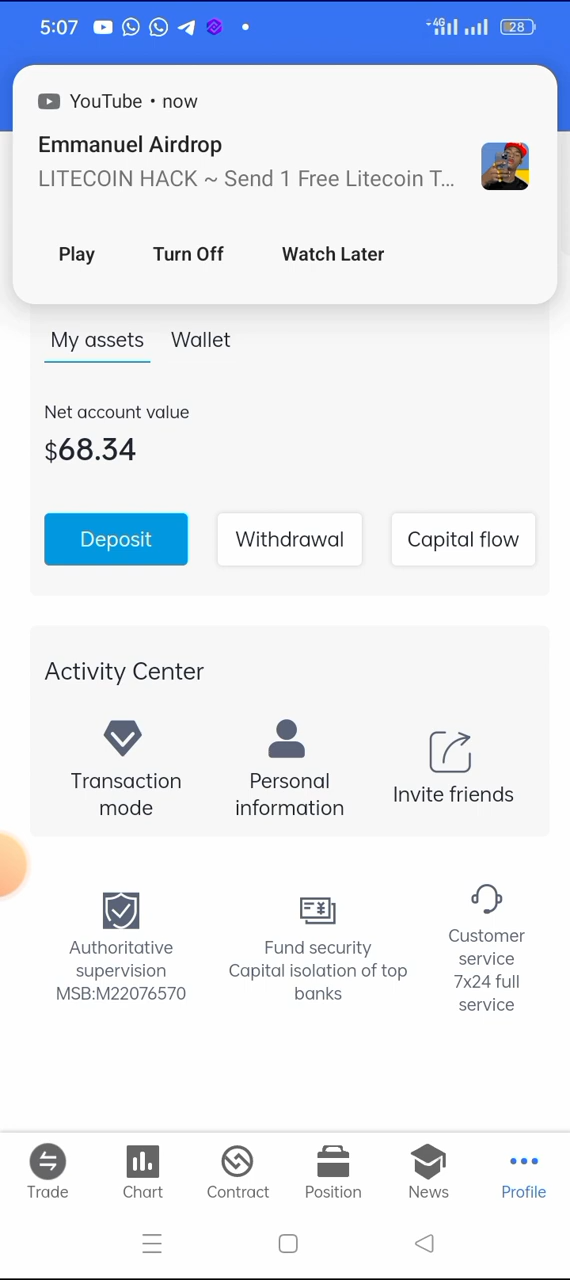 5:07
4G
28
YouTube • now
Emmanuel Airdrop
LITECOIN HACK ~ Send 1 Free Litecoin T...
Play Turn Off Watch Later
My assets Wallet
Net account value
$68.34
Deposit Withdrawal Capital flow
Activity Center
Transaction
mode
Personal
information
Invite friends
Authoritative
supervision
MSB:M22076570
Fund security
Capital isolation of top
banks
Customer
service
7x24 full
service
Trade Chart Contract Position News Profile